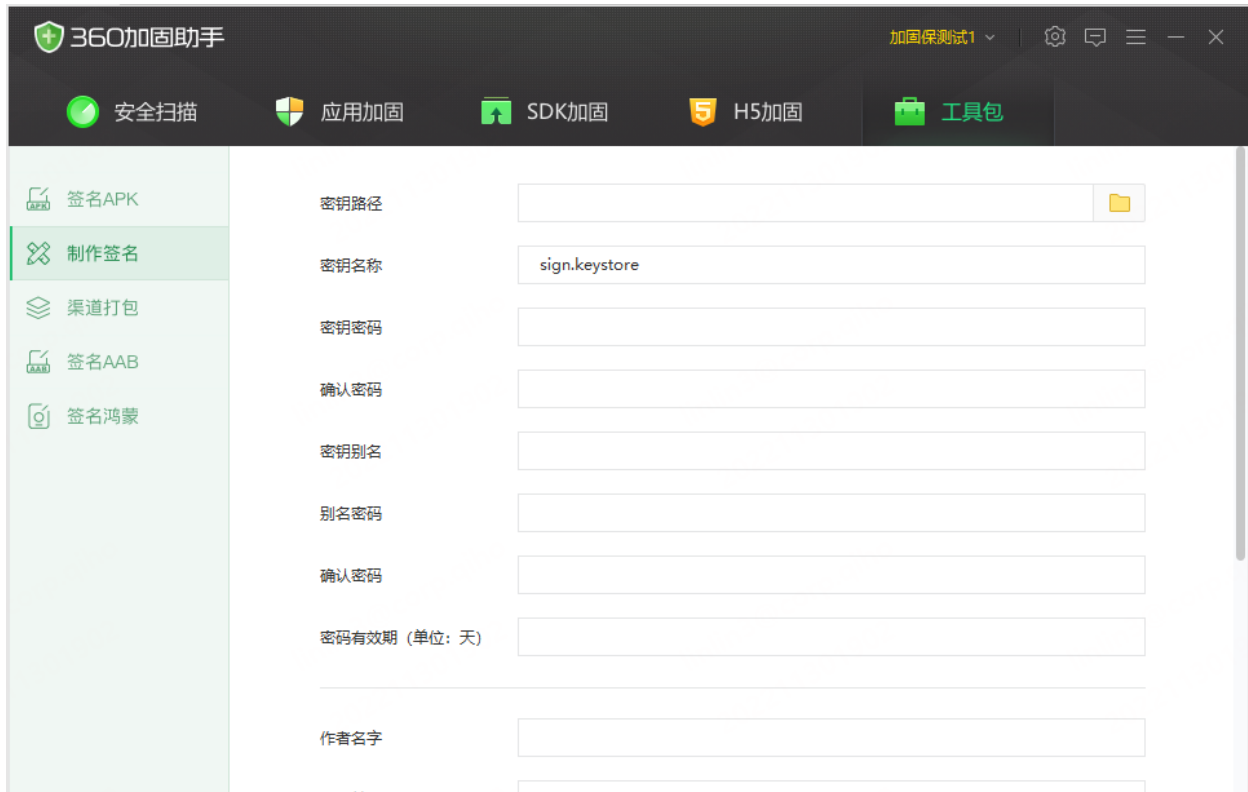 360加固助手
加固保测试1
安全扫描
应用加固
SDK加固
H5加固
工具包
签名APK
制作签名
渠道打包
签名AAB
签名鸿蒙
密钥路径
密钥名称
sign.keystore
密钥密码
确认密码
密钥别名
别名密码
确认密码
密码有效期（单位：天）
作者名字